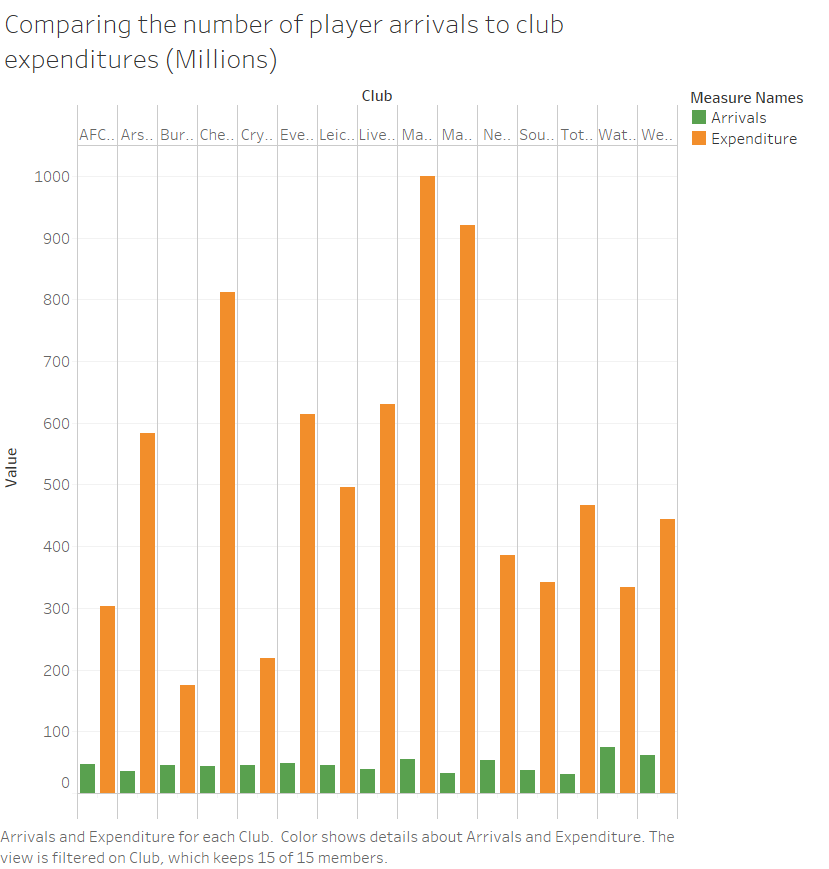 Comparing the number of player arrivals to club
expenditures (Millions)
Club
Measure Names
Arrivals
Expenditure
AFC.. Ars.. Bur.. Che.. Cry.. Eve.. Leic.. Live.. Ma.. Ma.. Ne.. Sou.. Tot.. Wat.. We..
1000
900
800
700
600
500
400
300
200
100
0
Value
Arrivals and Expenditure for each Club.  Color shows details about Arrivals and Expenditure. The
view is filtered on Club, which keeps 15 of 15 members.